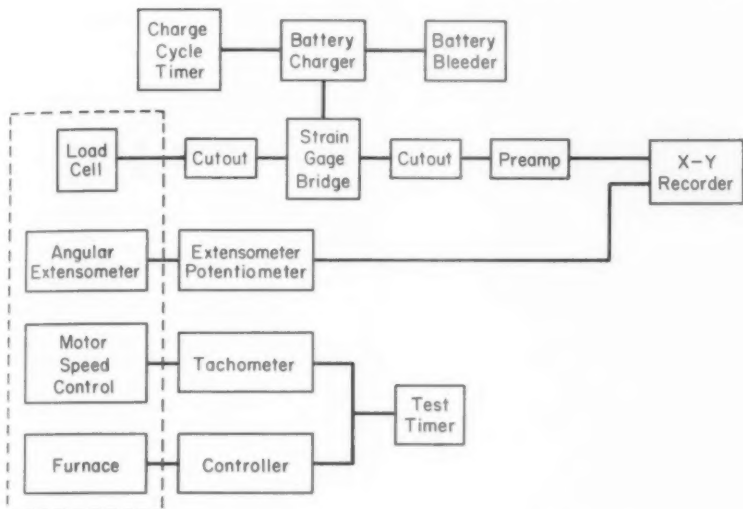 Charge
Cycle
Timer
Battery
Charger
Battery
Bleeder
Load
Cell
Cutout
Strain
Gage
Bridge
Cutout
Preamp
X-Y
Recorder
Angular
Extensometer
Extensometer
Potentiometer
Motor
Speed
Control
Tachometer
Test
Timer
Furnace
Controller